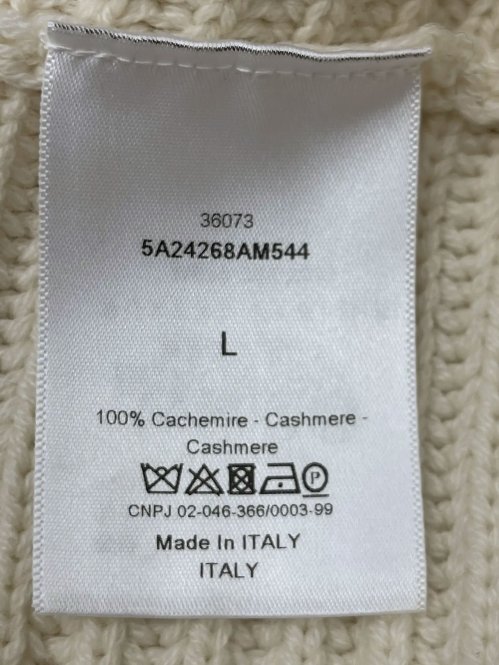 36073
5A24268AM544
L
100% Cachemire - Cashmere -
Cashmere
P
CNPJ 02-046-366/0003-99
Made In ITALY
ITALY